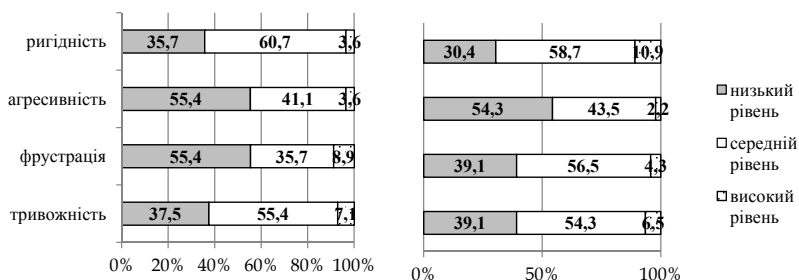 ригідність 35,7 60,7 3,6 30,4 58,7 10,9
агресивність 55,4 41,1 3,6 54,3 43,5 2,2
фрустрація 55,4 35,7 8,9 39,1 56,5 4,3
тривожність 37,5 55,4 7,1 39,1 54,3 6,5
0% 20% 40% 60% 80% 100% 0% 50% 100%
низький
рівень
середній
рівень
високий
рівень